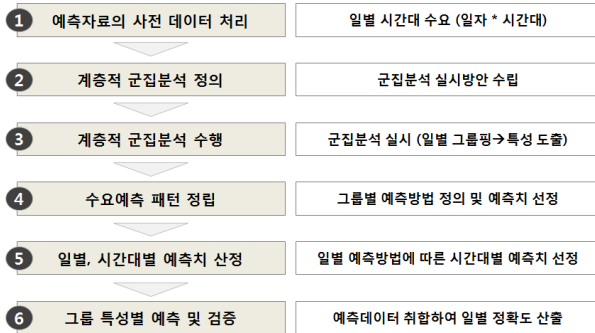 1 예측자료의 사전 데이터 처리 일별 시간대 수요 (일자 * 시간대)
2 계층적 군집분석 정의 군집분석 실시방안 수립
3 계층적 군집분석 수행 군집분석 실시 (일별 그룹핑→특성 도출)
4 수요예측 패턴 정립 그룹별 예측방법 정의 및 예측치 선정
5 일별, 시간대별 예측치 산정 일별 예측방법에 따른 시간대별 예측치 선정
6 그룹 특성별 예측 및 검증 예측데이터 취합하여 일별 정확도 산출